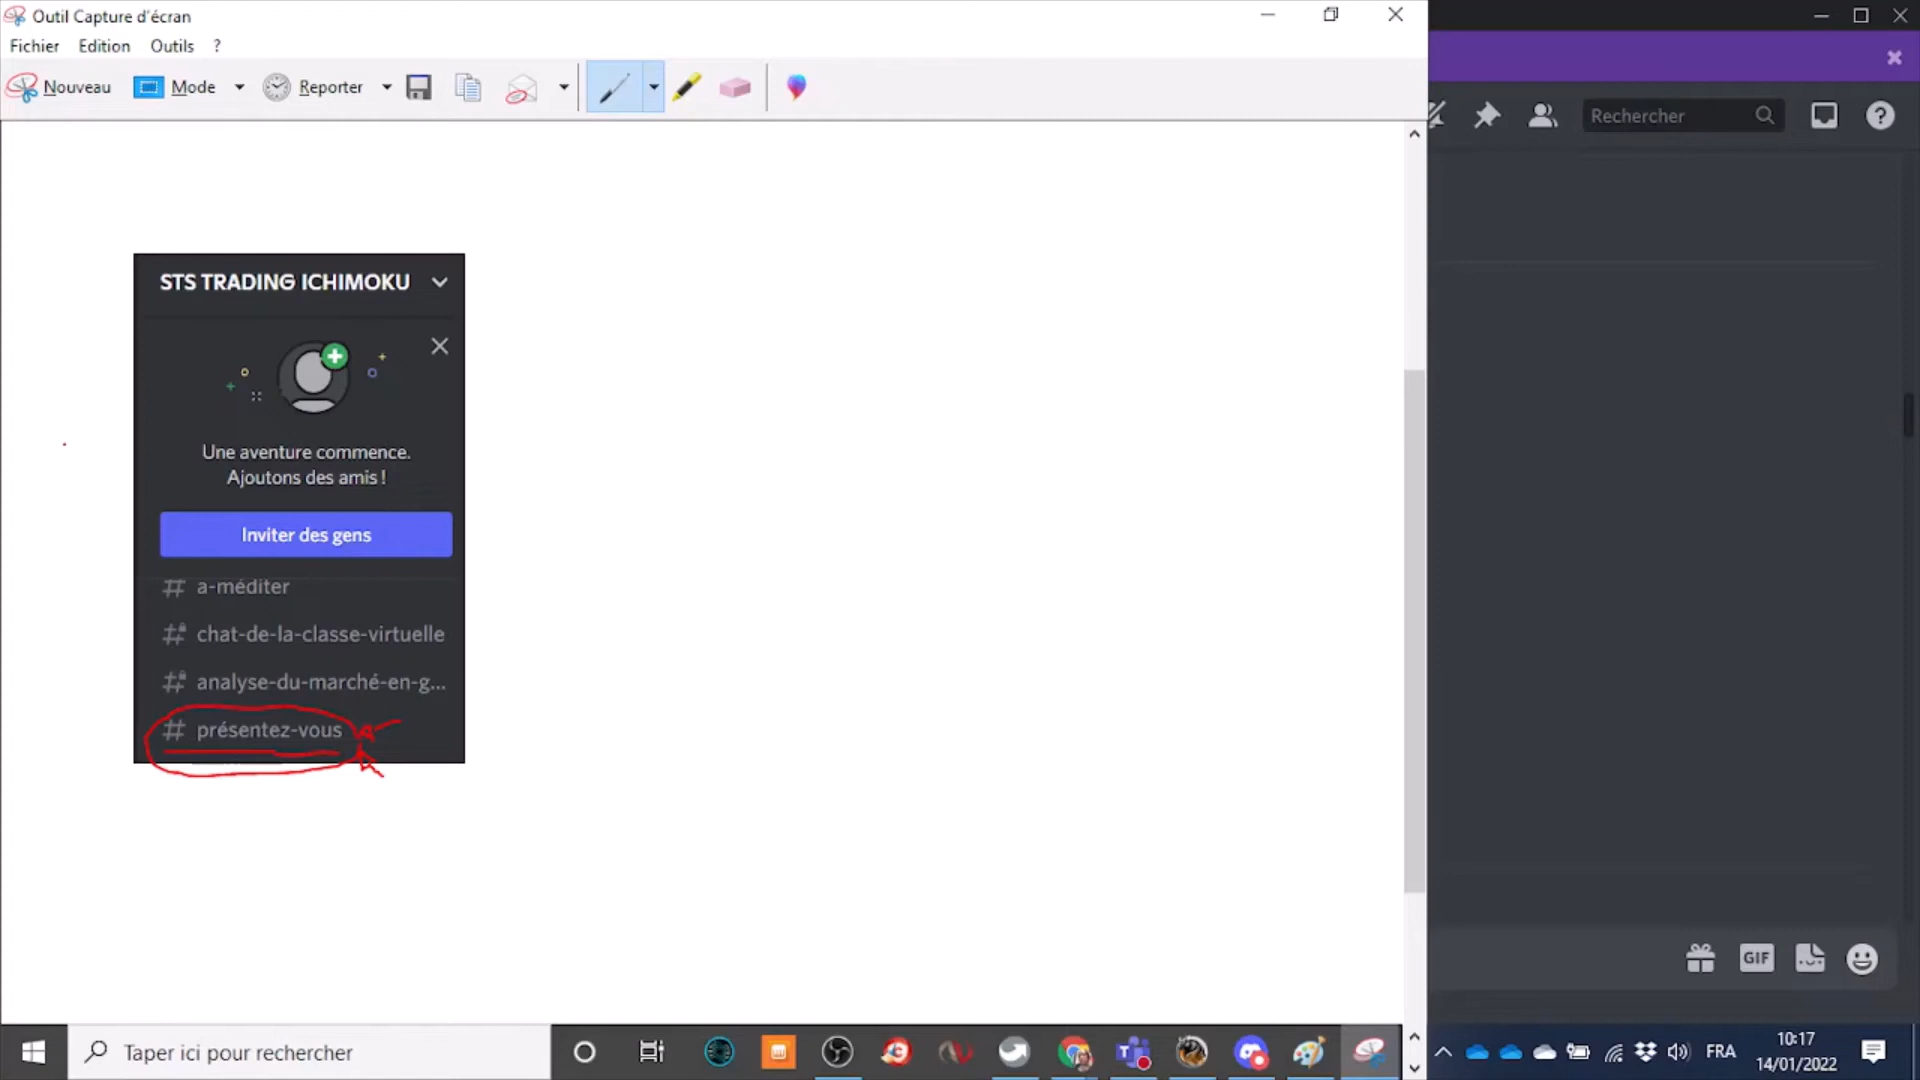 Outil Capture d'écran
Fichier Edition Outils ?
Nouveau Mode Reporter
Rechercher
STS TRADING ICHIMOKU
Une aventure commence.
Ajoutons des amis !
Inviter des gens
# a-méditer
# chat-de-la-classe-virtuelle
# analyse-du-marché-en-g...
# présentez-vous
GIF
Taper ici pour rechercher
FRA
10:17
14/01/2022